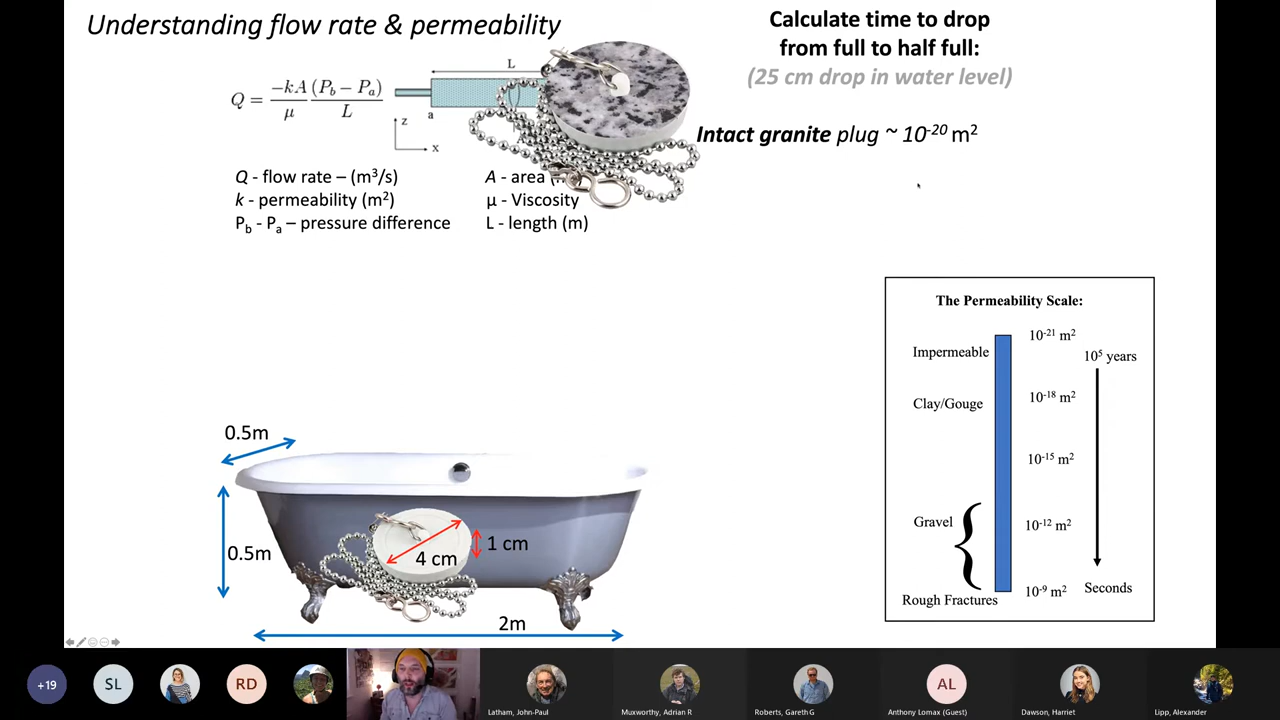 Understanding flow rate & permeability
Calculate time to drop
from full to half full:
(25 cm drop in water level)
Q = -kA/μ (Pb − Pa)/L
L
a
z
x
Intact granite plug ~ 10-20 m2
Q - flow rate – (m3/s)
A - area
k - permeability (m2)
μ - Viscosity
Pb - Pa – pressure difference
L - length (m)
The Permeability Scale:
10-21 m2
Impermeable
105 years
10-18 m2
Clay/Gouge
10-15 m2
Gravel
10-12 m2
Seconds
10-9 m2
Rough Fractures
0.5m
0.5m
1 cm
4 cm
2m
+19
SL
RD
AL
Latham, John-Paul
Muxworthy, Adrian R
Roberts, Gareth G
Anthony Lomax (Guest)
Dawson, Harriet
Lipp, Alexander